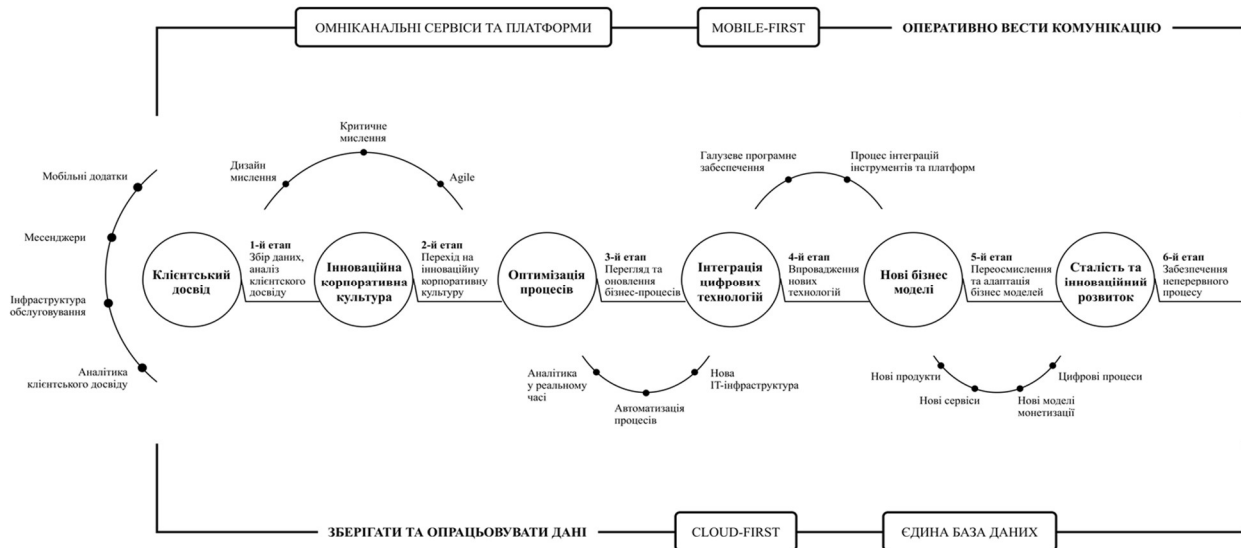 ОМНІКАНАЛЬНІ СЕРВІСИ ТА ПЛАТФОРМИ
MOBILE-FIRST
ОПЕРАТИВНО ВЕСТИ КОМУНІКАЦІЮ
Мобільні додатки
Месенджери
Інфраструктура
обслуговування
Аналітика
клієнтського досвіду
Дизайн
мислення
Критичне
мислення
Agile
Галузеве програмне
забезпечення
Процес інтеграцій
інструментів та платформ
Клієнтський
досвід
1-й етап
Збір даних,
аналіз
клієнтского
досвіду
Інноваційна
корпоративна
культура
2-й етап
Перехід на
інноваційну
корпоративну
культуру
Оптимізація
процесів
3-й етап
Перегляд та
оновлення
бізнес-процесів
Інтеграція
цифрових
технологій
4-й етап
Впровадження
нових
технологій
Нові бізнес
моделі
5-й етап
Переосмислення
та адаптація
бізнес моделей
Сталість та
інноваційний
розвиток
6-й етап
Забезпечення
неперервного
процесу
Аналітика
у реальному
часі
Автоматизація
процесів
Нова
ІТ-інфраструктура
Нові продукти
Нові сервіси
Нові моделі
монетизації
Цифрові процеси
ЗБЕРІГАТИ ТА ОПРАЦЬОВУВАТИ ДАНІ
CLOUD-FIRST
ЄДИНА БАЗА ДАНИХ